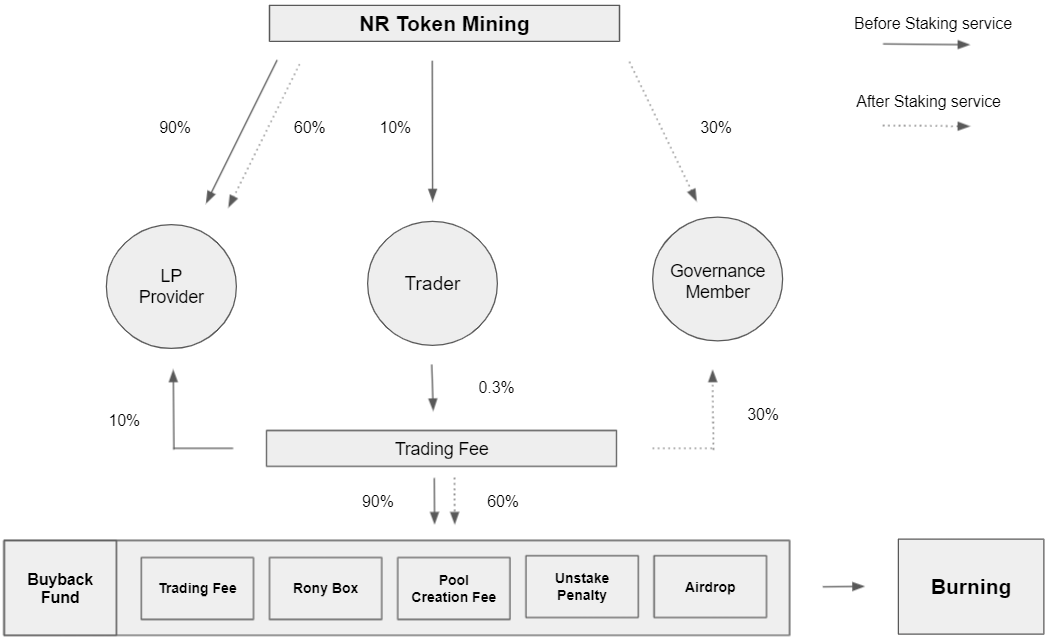 NR Token Mining
Before Staking service
After Staking service
90%
60%
10%
30%
LP
Provider
Trader
Governance
Member
0.3%
10%
30%
Trading Fee
90%
60%
Buyback
Fund
Trading Fee
Rony Box
Pool
Creation Fee
Unstake
Penalty
Airdrop
Burning